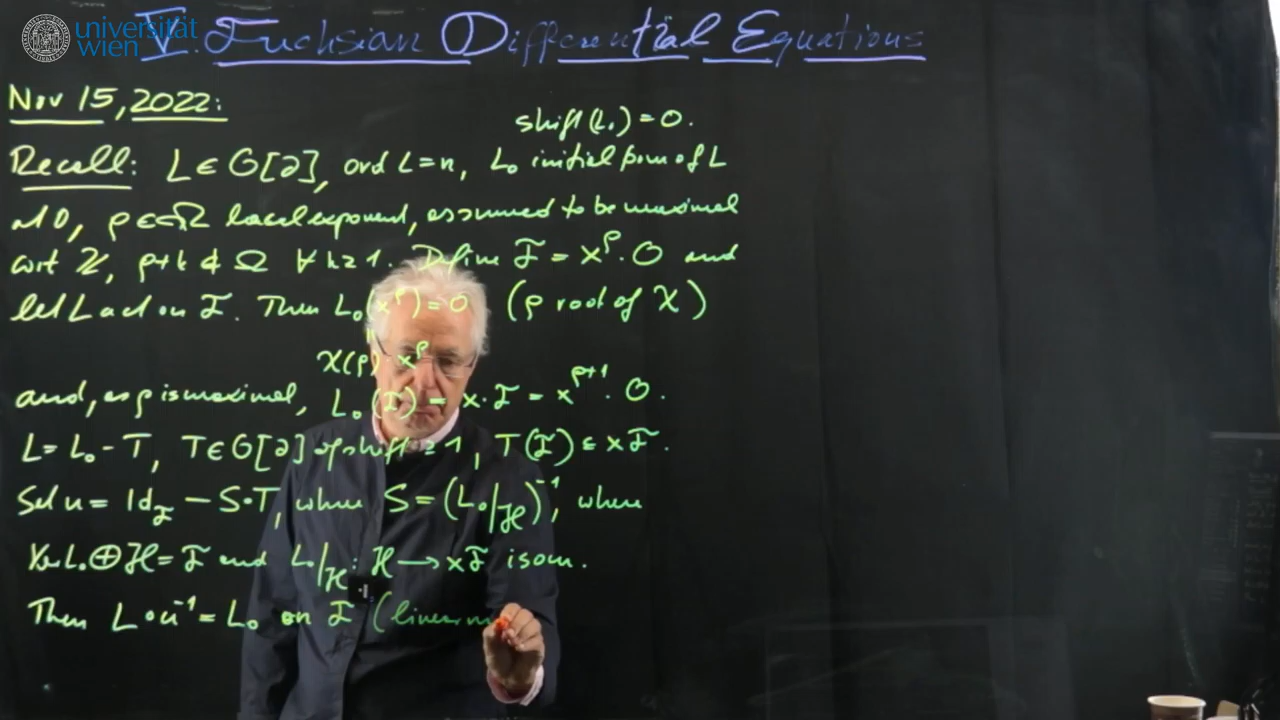 universität
wien
V. Fuchsian Differential Equations
Nov 15, 2022:
shift(L₀) = 0.
Recall: L ∈ O[∂], ord L = n, L₀ initial form of L
at 0, ρ ∈ Ω local exponent, assumed to be maximal
wrt ℤ, ρ+k ∉ Ω ∀ k ≥ 1. Define F = x^ρ · O and
let L act on F. Then L₀(x^ρ) = 0 (ρ root of χ)
χ(ρ) · x^ρ
and, as ρ is maximal, L₀(F) = x · F = x^{ρ+1} · O.
L = L₀ − T, T ∈ O[∂] of shift ≥ 1, T(F) ⊆ xF.
Set u = Id_F − S∘T, where S = (L₀|_H)^{-1}, where
Ker L₀ ⊕ H = F and L₀|_H : H → xF isom.
Then L∘u^{-1} = L₀ on F (linear